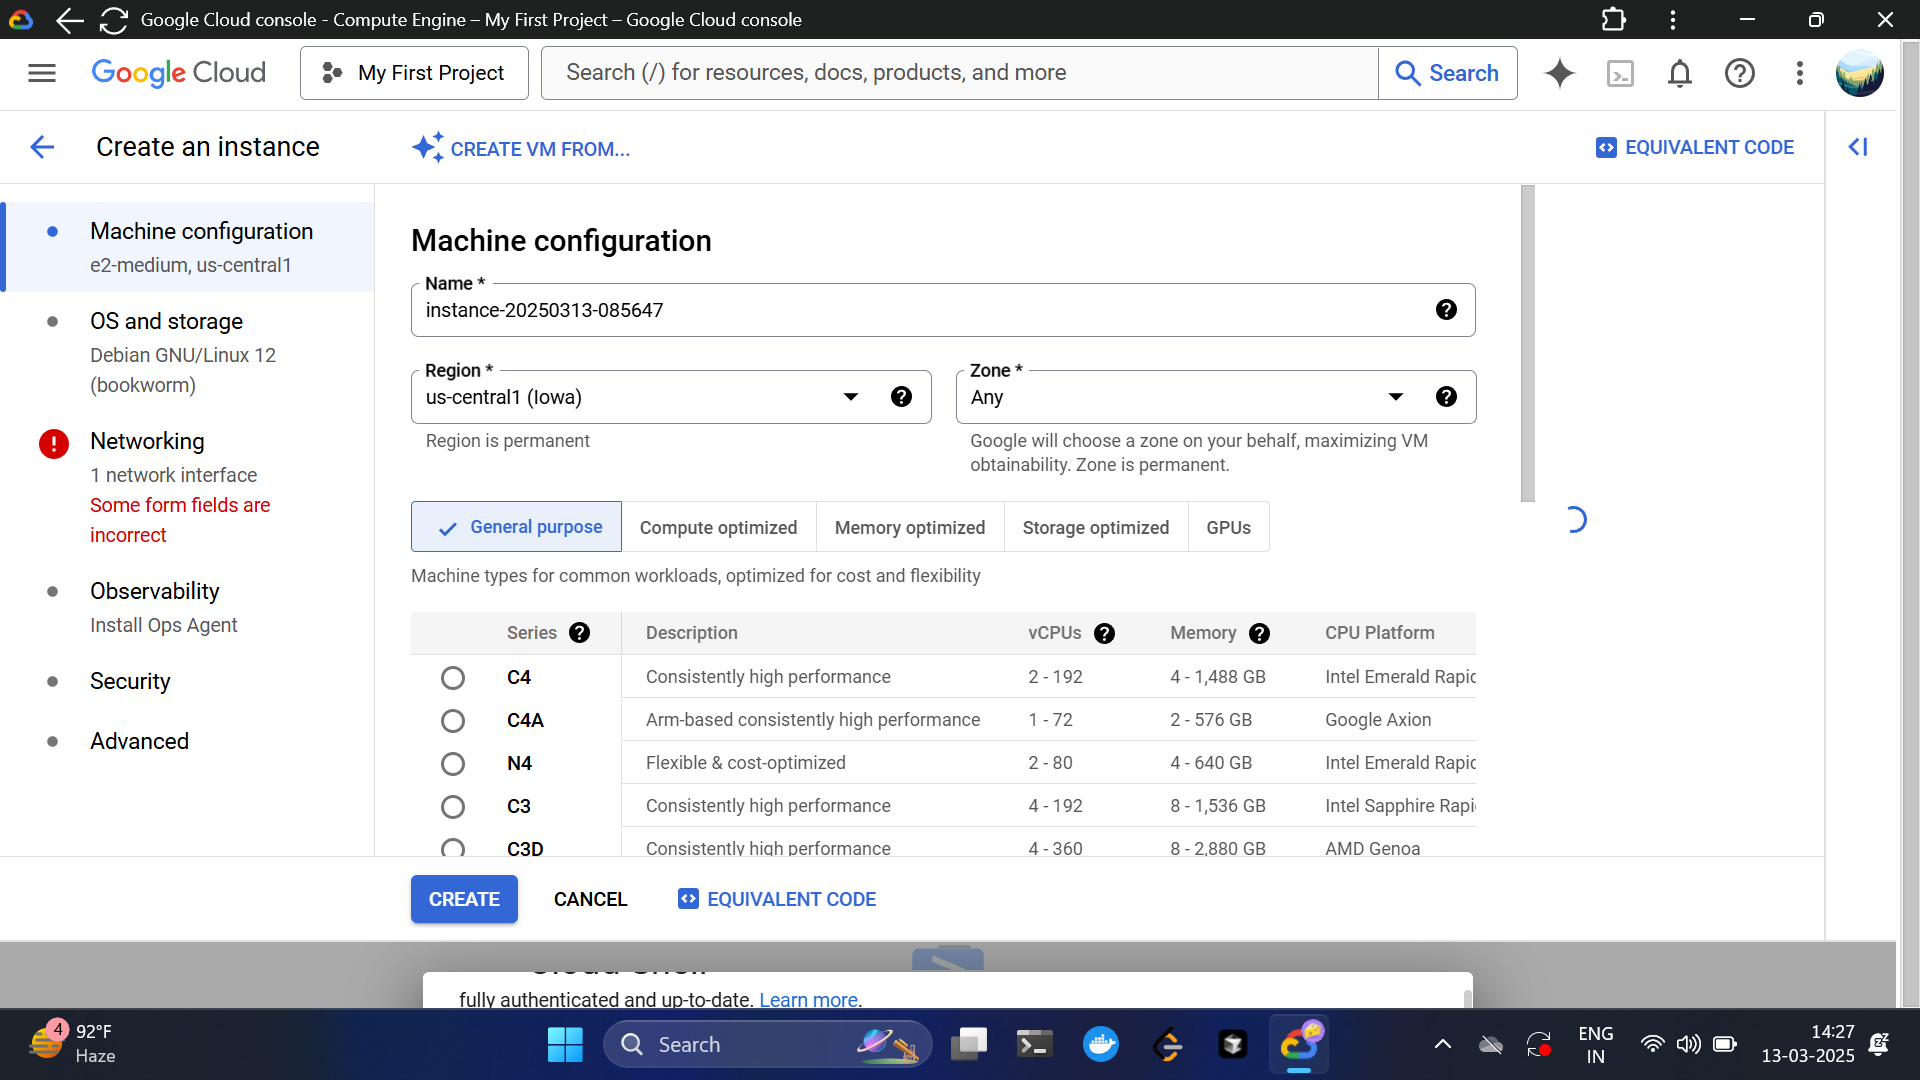 Google Cloud console - Compute Engine – My First Project – Google Cloud console
Google Cloud
My First Project
Search (/) for resources, docs, products, and more
Search
Create an instance
CREATE VM FROM...
EQUIVALENT CODE
Machine configuration
e2-medium, us-central1
OS and storage
Debian GNU/Linux 12
(bookworm)
Networking
1 network interface
Some form fields are
incorrect
Observability
Install Ops Agent
Security
Advanced
Machine configuration
Name *
instance-20250313-085647
Region *
us-central1 (Iowa)
Region is permanent
Zone *
Any
Google will choose a zone on your behalf, maximizing VM
obtainability. Zone is permanent.
General purpose
Compute optimized
Memory optimized
Storage optimized
GPUs
Machine types for common workloads, optimized for cost and flexibility
Series Description vCPUs Memory CPU Platform
C4 Consistently high performance 2 - 192 4 - 1,488 GB Intel Emerald Rapid
C4A Arm-based consistently high performance 1 - 72 2 - 576 GB Google Axion
N4 Flexible & cost-optimized 2 - 80 4 - 640 GB Intel Emerald Rapid
C3 Consistently high performance 4 - 192 8 - 1,536 GB Intel Sapphire Rapi
C3D Consistently high performance 4 - 360 8 - 2,880 GB AMD Genoa
CREATE
CANCEL
EQUIVALENT CODE
Cloud Shell
fully authenticated and up-to-date. Learn more.
4
92°F
Haze
Search
ENG
IN
14:27
13-03-2025